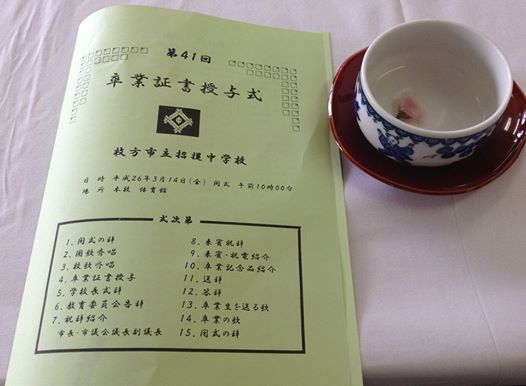 第41回
卒業証書授与式
枚方市立招提中学校
日時 平成26年3月14日(金) 開式 午前10時00分
場所 本校 体育館
式次第
1. 開式の辞
2. 国歌斉唱
3. 校歌斉唱
4. 卒業証書授与
5. 学校長式辞
6. 教育委員会告辞
7. 祝辞紹介
市長・市議会議長副議長
8. 来賓祝辞
9. 来賓・祝電紹介
10. 卒業記念品紹介
11. 送辞
12. 答辞
13. 卒業生を送る歌
14. 卒業の歌
15. 閉式の辞